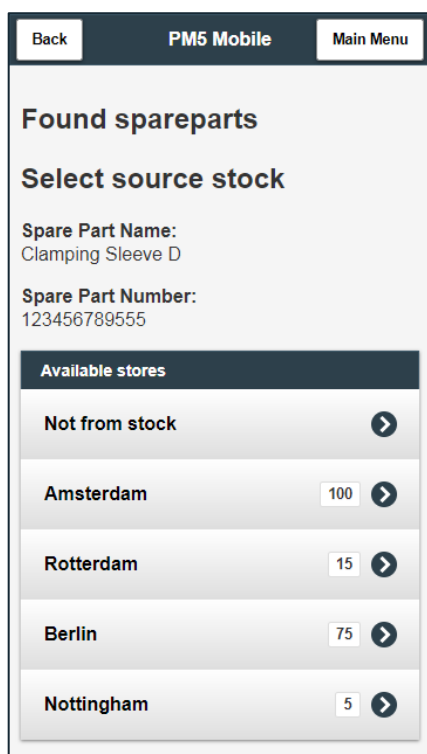 Back PM5 Mobile Main Menu
Found spareparts
Select source stock
Spare Part Name:
Clamping Sleeve D
Spare Part Number:
123456789555
Available stores
Not from stock
Amsterdam 100
Rotterdam 15
Berlin 75
Nottingham 5